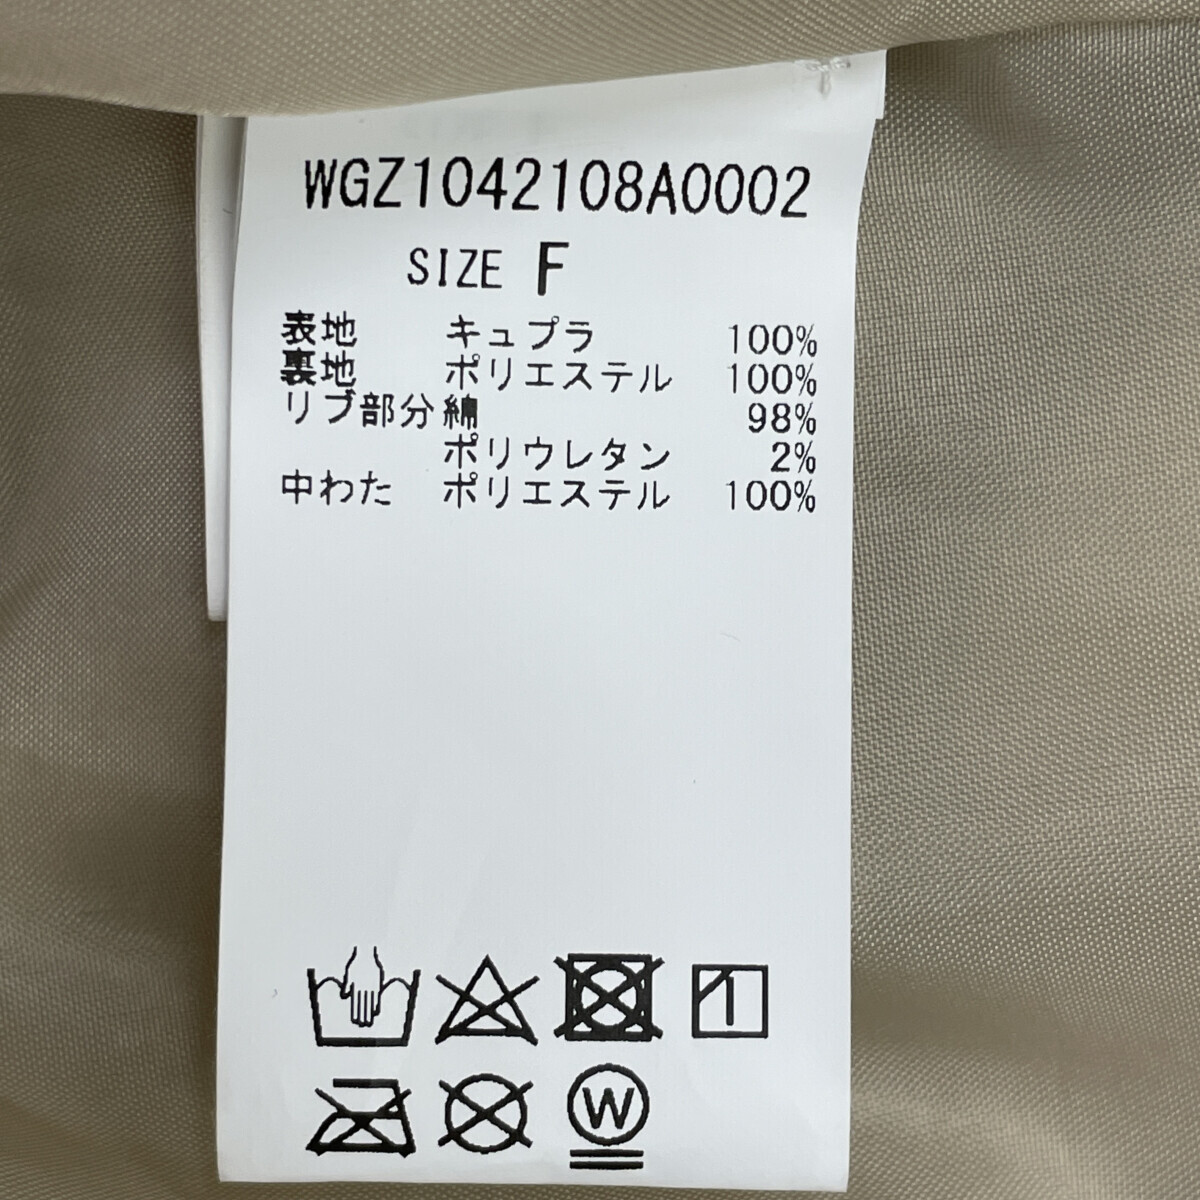 WGZ1042108A0002
SIZE F
表地 キュプラ 100%
裏地 ポリエステル 100%
リブ部分 綿 98%
ポリウレタン 2%
中わた ポリエステル 100%
W